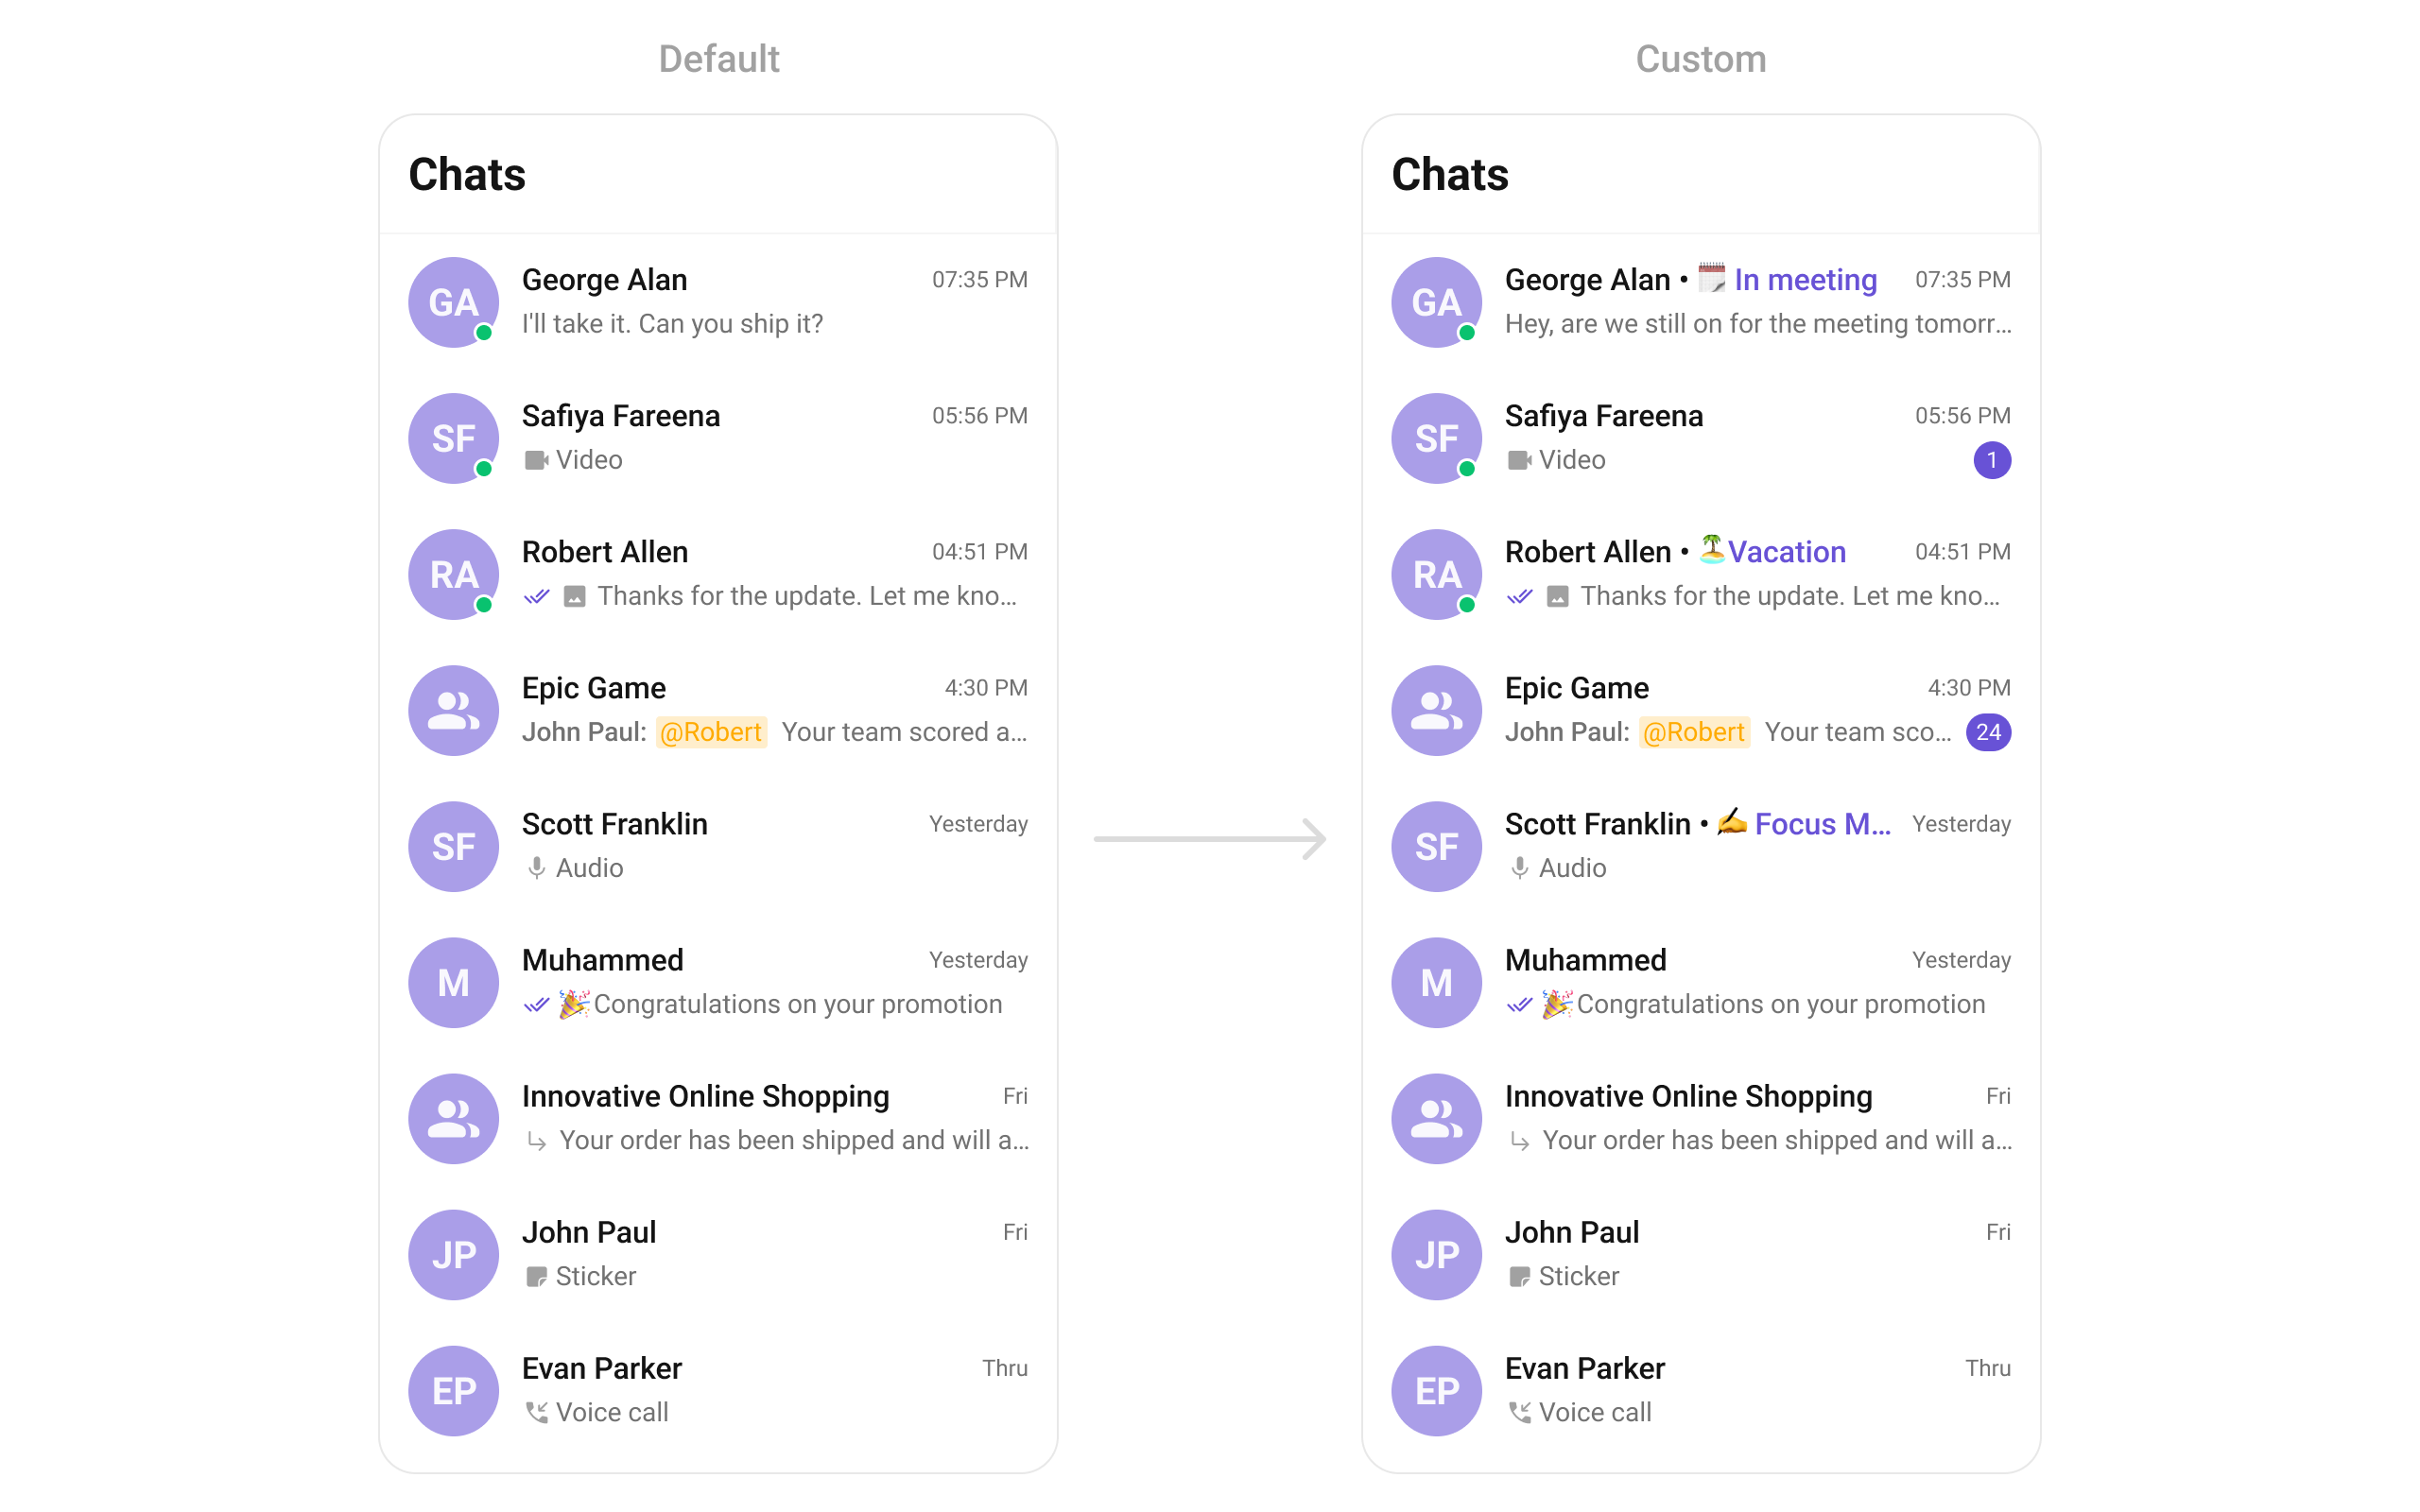 Default
Chats
GA
George Alan
07:35 PM
I'll take it. Can you ship it?
SF
Safiya Fareena
05:56 PM
Video
RA
Robert Allen
04:51 PM
Thanks for the update. Let me kno...
Epic Game
4:30 PM
John Paul: @Robert Your team scored a...
SF
Scott Franklin
Yesterday
Audio
M
Muhammed
Yesterday
🎉Congratulations on your promotion
Innovative Online Shopping
Fri
Your order has been shipped and will a...
JP
John Paul
Fri
Sticker
EP
Evan Parker
Thru
Voice call
Custom
Chats
GA
George Alan • 🗓️ In meeting
07:35 PM
Hey, are we still on for the meeting tomorr...
SF
Safiya Fareena
05:56 PM
Video
1
RA
Robert Allen • 🏝️Vacation
04:51 PM
Thanks for the update. Let me kno...
Epic Game
4:30 PM
John Paul: @Robert Your team sco...
24
SF
Scott Franklin • ✍️ Focus M...
Yesterday
Audio
M
Muhammed
Yesterday
🎉Congratulations on your promotion
Innovative Online Shopping
Fri
Your order has been shipped and will a...
JP
John Paul
Fri
Sticker
EP
Evan Parker
Thru
Voice call